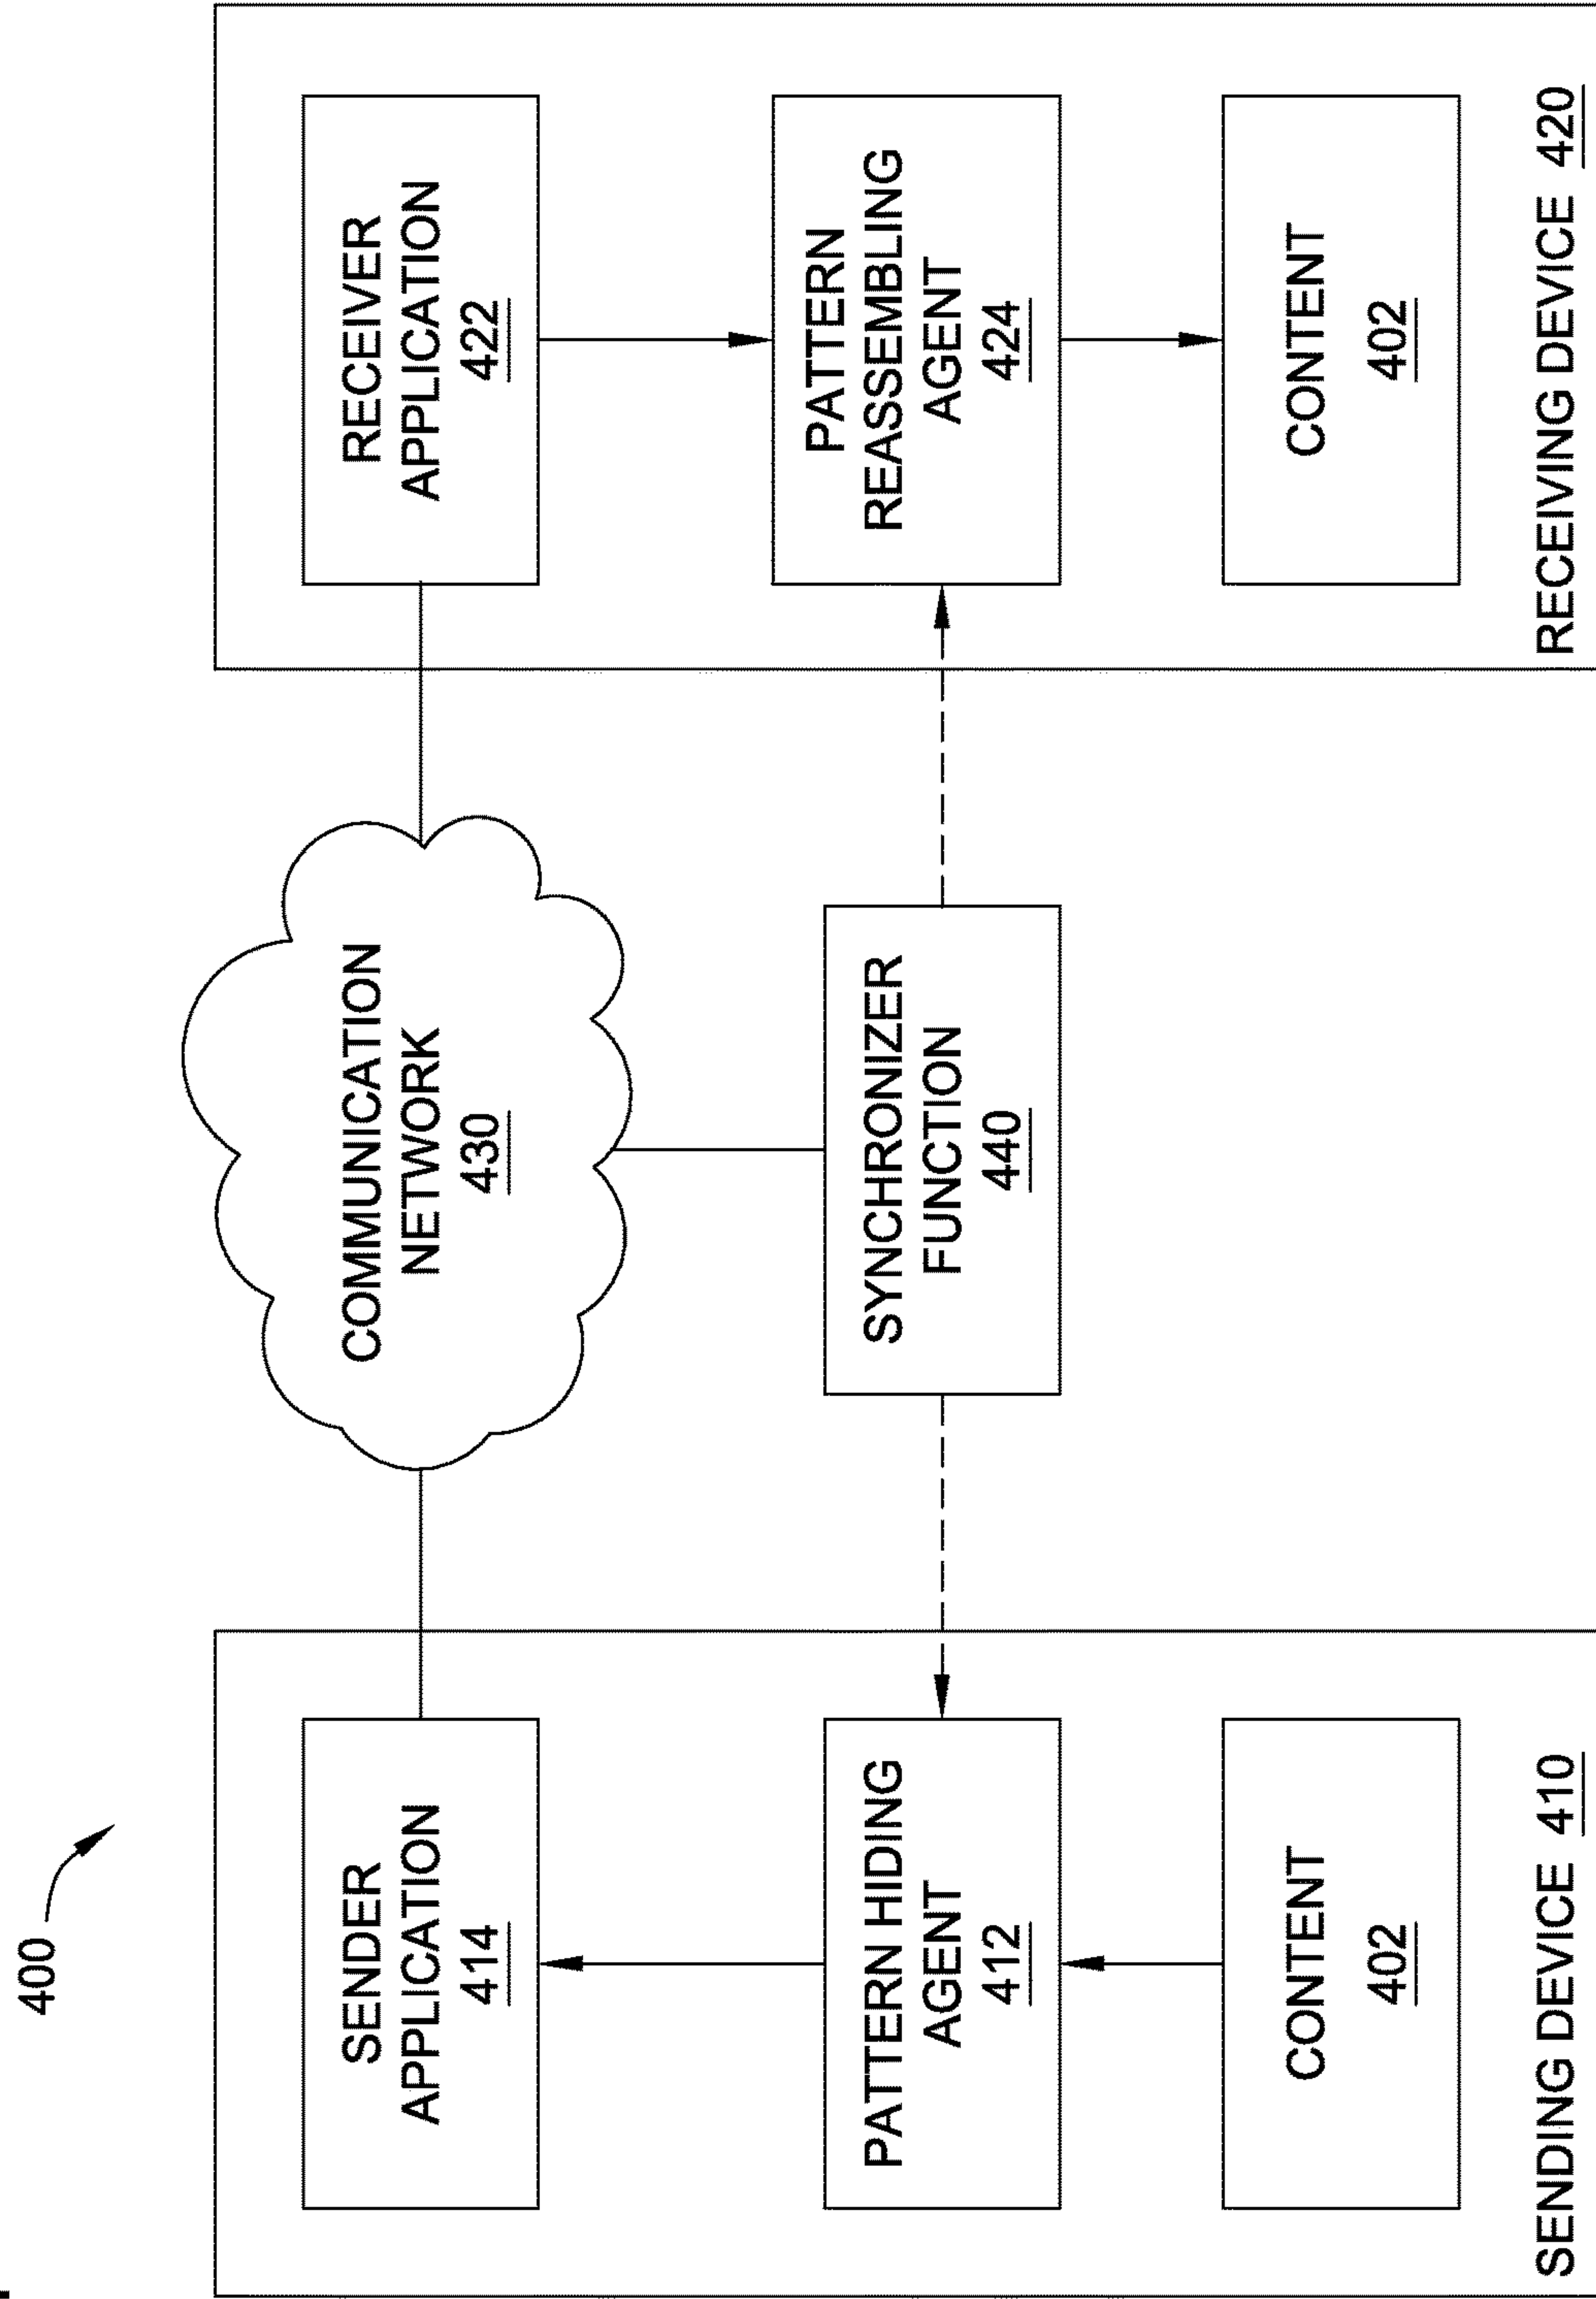 400
SENDER
APPLICATION
414
PATTERN HIDING
AGENT
412
CONTENT
402
SENDING DEVICE 410
COMMUNICATION
NETWORK
430
SYNCHRONIZER
FUNCTION
440
RECEIVER
APPLICATION
422
PATTERN
REASSEMBLING
AGENT
424
CONTENT
402
RECEIVING DEVICE 420